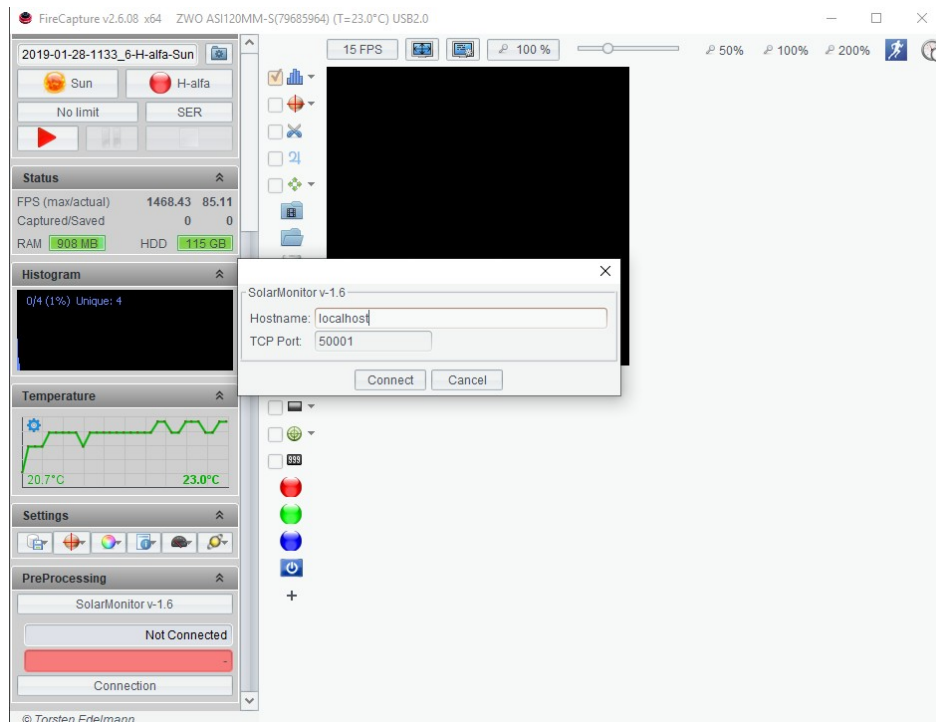 FireCapture v2.6.08 x64 ZWO ASI120MM-S(79685964) (T=23.0°C) USB2.0
2019-01-28-1133_6-H-alfa-Sun
15 FPS
100 %
50%
100%
200%
Sun
H-alfa
No limit
SER
Status
FPS (max/actual) 1468.43 85.11
Captured/Saved 0 0
RAM 908 MB HDD 115 GB
Histogram
0/4 (1%) Unique: 4
SolarMonitor v-1.6
Hostname: localhost
TCP Port: 50001
Connect
Cancel
Temperature
20.7°C
23.0°C
999
Settings
PreProcessing
SolarMonitor v-1.6
Not Connected
-
Connection
© Torsten Edelmann